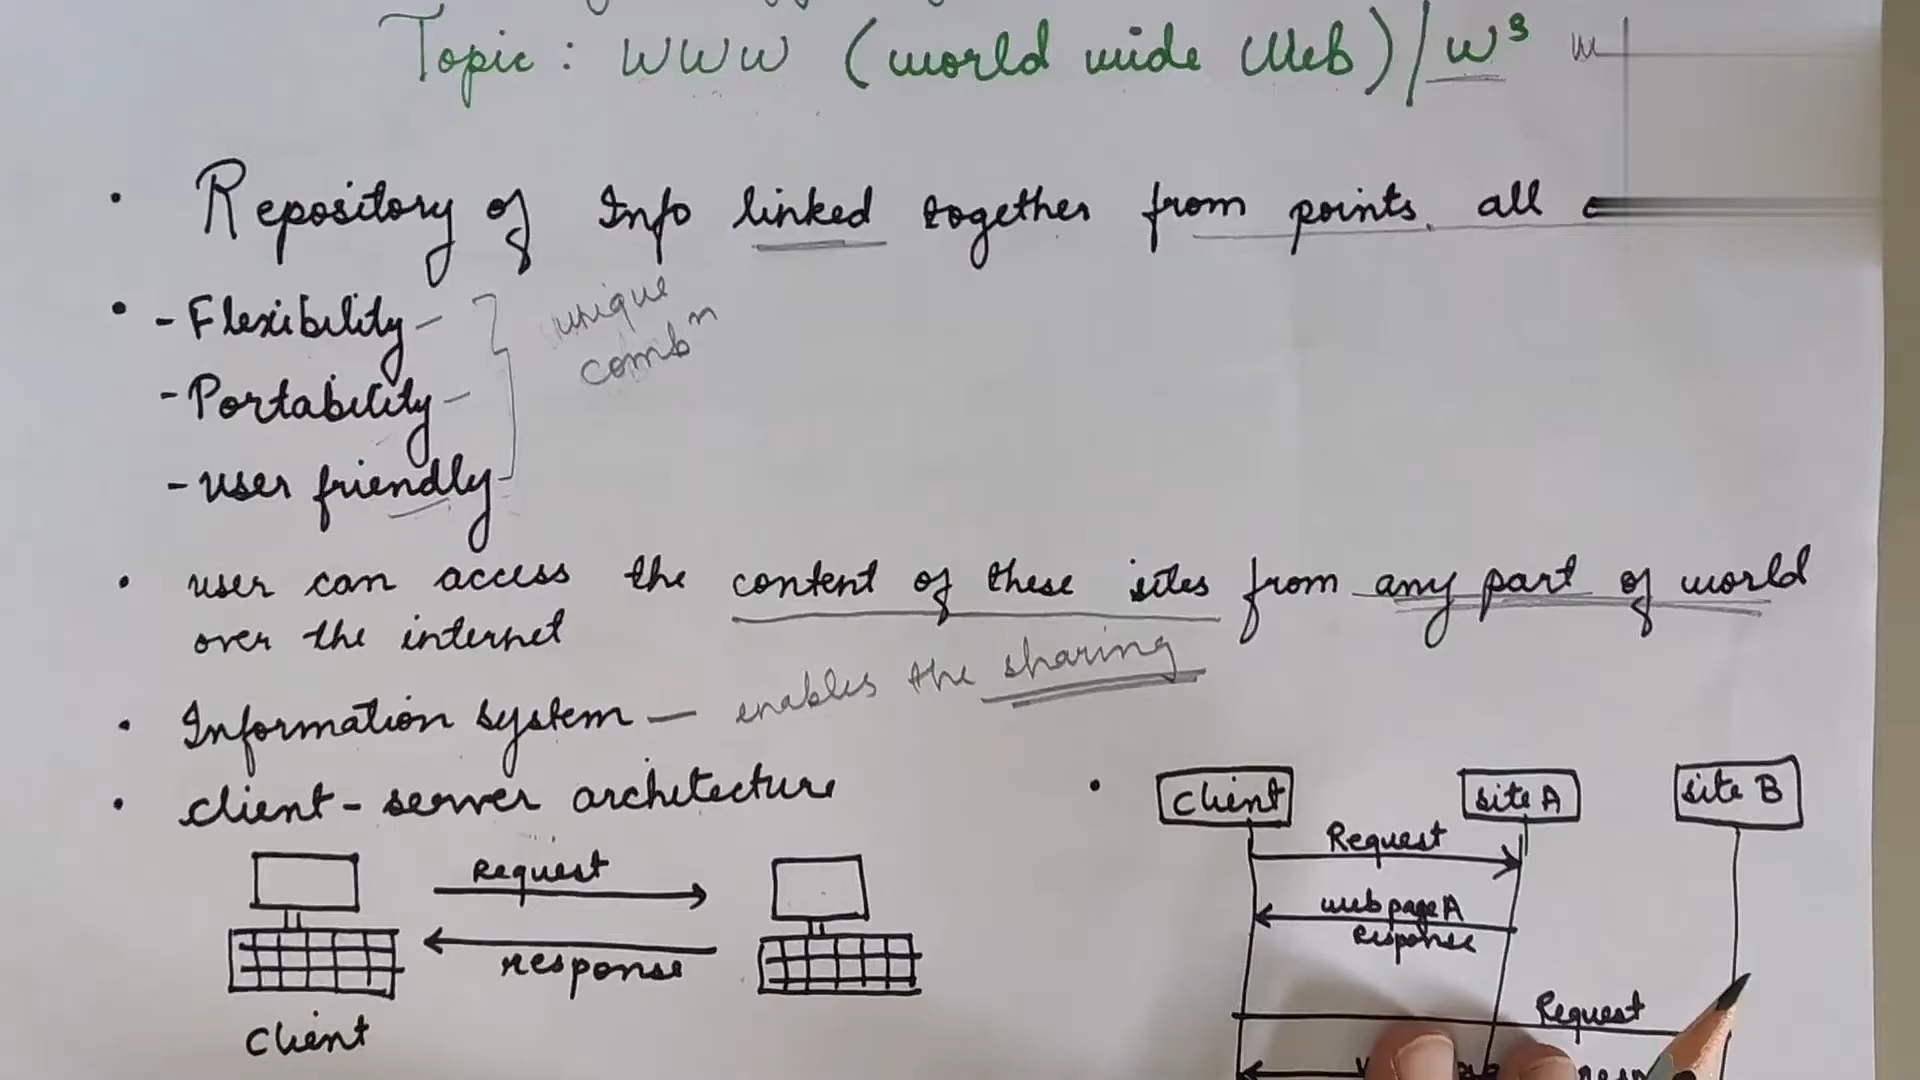 Topic : WWW (world wide Web) / W³
• Repository of Info linked together from points all
• - Flexibility -
- Portability -
- user friendly -
unique
combⁿ
• user can access the content of these sites from any part of world
over the internet
• Information system — enables the sharing
• client - server architecture
Request
response
client
• client
site A
site B
Request
web page A
response
Request